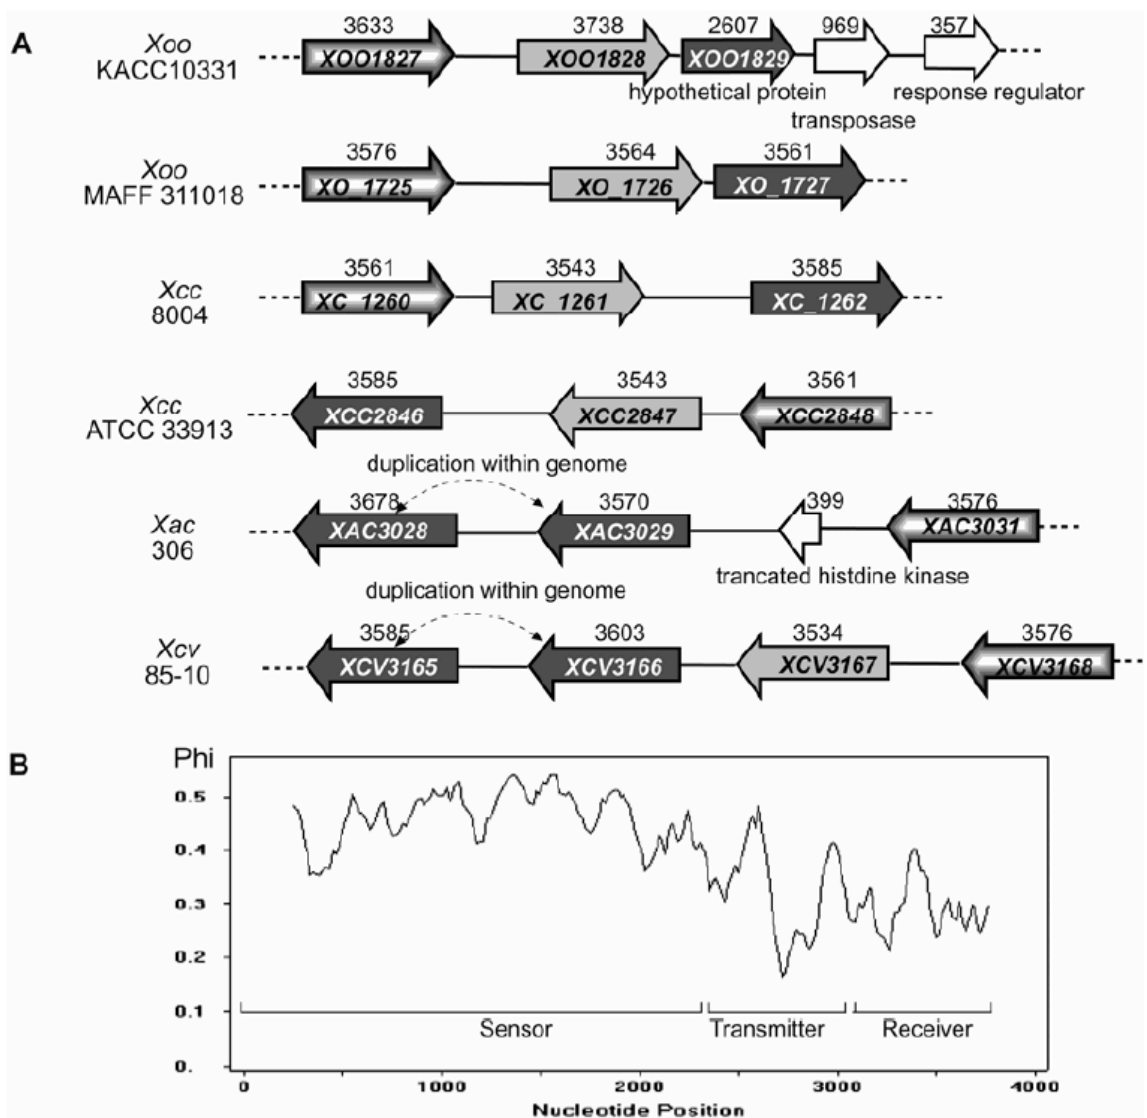 A
Xoo
KACC10331
3633
3738
2607
969
357
XOO1827
XOO1828
XOO1829
hypothetical protein
response regulator
transposase
Xoo
MAFF 311018
3576
3564
3561
XO_1725
XO_1726
XO_1727
Xcc
8004
3561
3543
3585
XC_1260
XC_1261
XC_1262
Xcc
ATCC 33913
3585
3543
3561
XCC2846
XCC2847
XCC2848
duplication within genome
Xac
306
3678
3570
399
3576
XAC3028
XAC3029
XAC3031
trancated histdine kinase
duplication within genome
Xcv
85-10
3585
3603
3534
3576
XCV3165
XCV3166
XCV3167
XCV3168
B
Phi
0.5
0.4
0.3
0.2
0.1
0.
Sensor
Transmitter
Receiver
0
1000
2000
3000
4000
Nucleotide Position